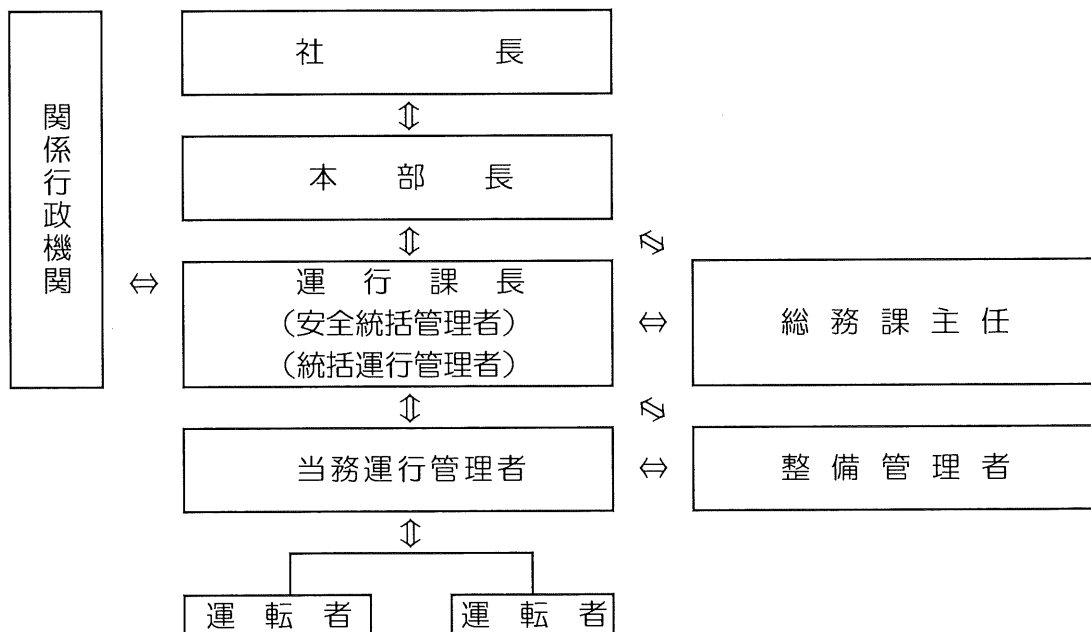 社長
関係行政機関
本部長
運行課長
(安全統括管理者)
(統括運行管理者)
総務課主任
当務運行管理者
整備管理者
運転者
運転者